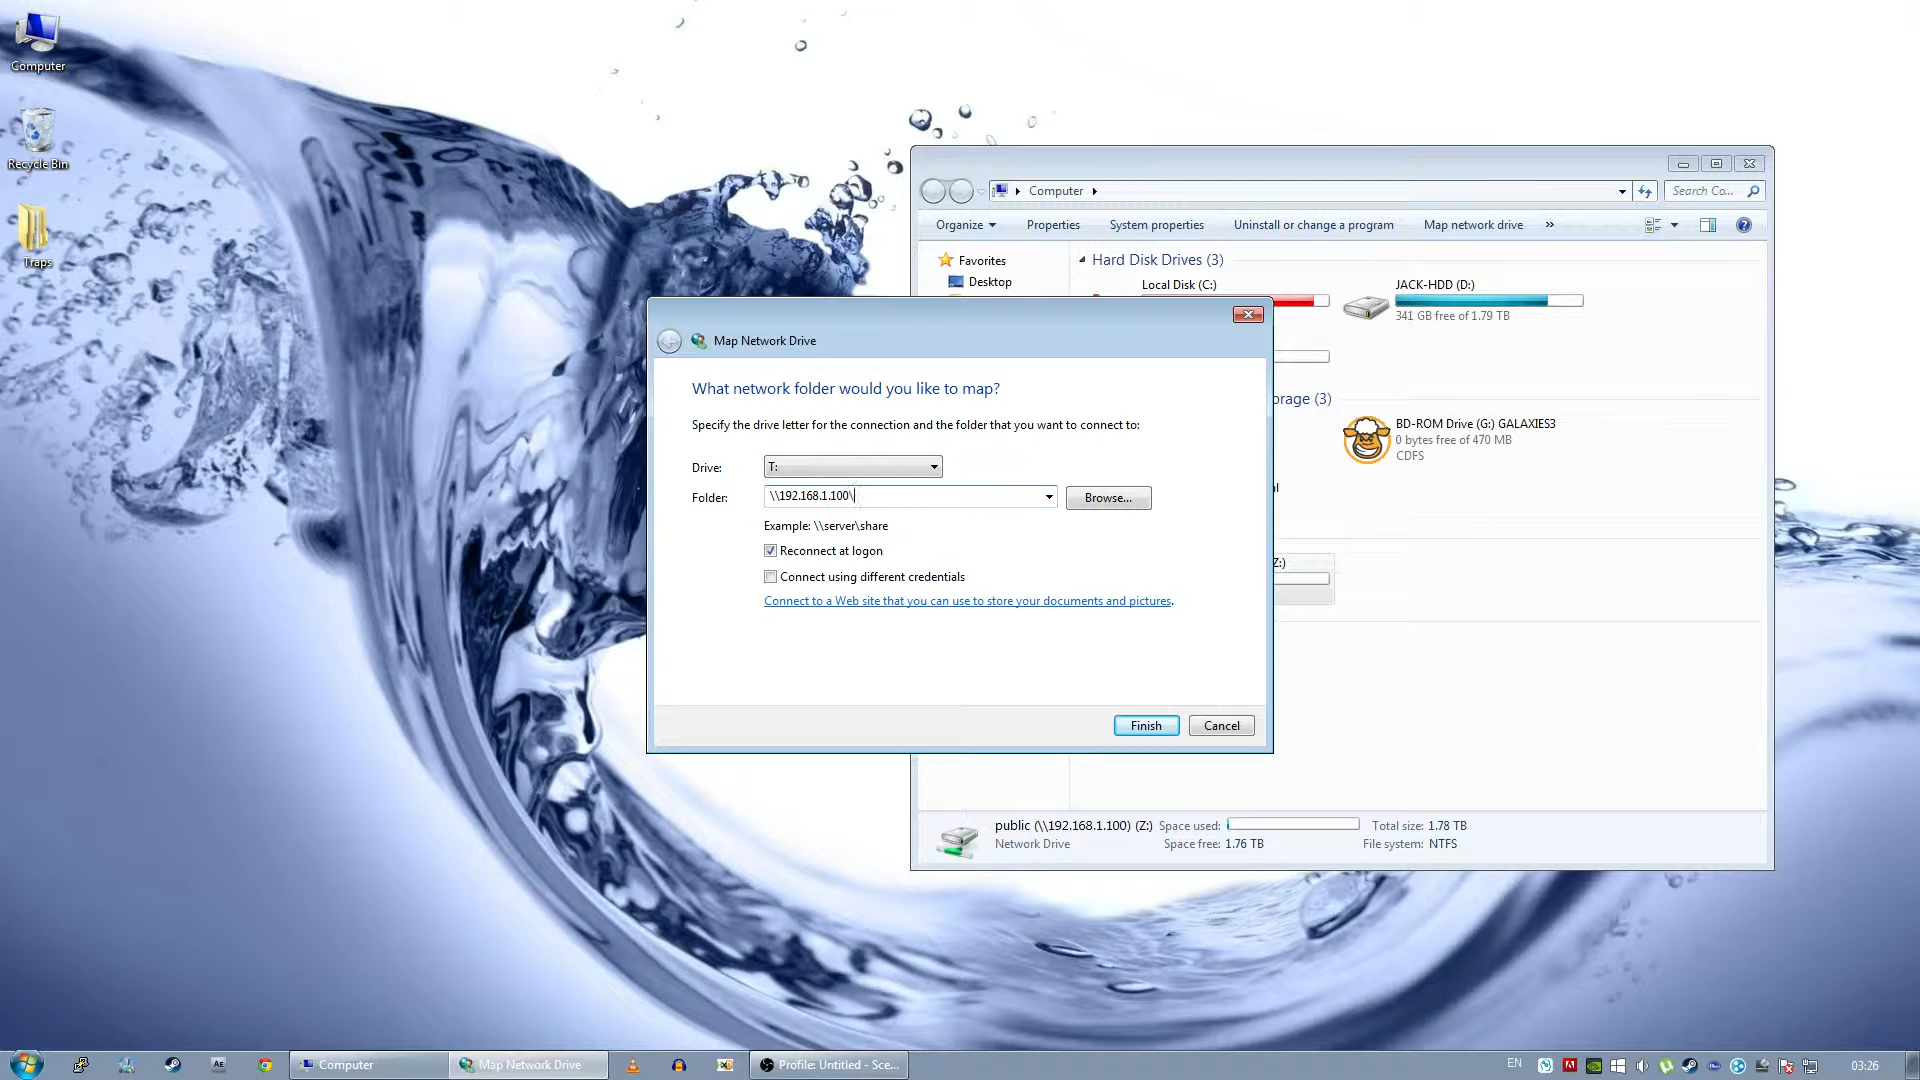 Computer
Recycle Bin
Traps
Computer
Search Co...
Organize
Properties
System properties
Uninstall or change a program
Map network drive
»
Favorites
Desktop
Hard Disk Drives (3)
Local Disk (C:)
JACK-HDD (D:)
341 GB free of 1.79 TB
orage (3)
BD-ROM Drive (G:) GALAXIES3
0 bytes free of 470 MB
CDFS
Z:)
Map Network Drive
What network folder would you like to map?
Specify the drive letter for the connection and the folder that you want to connect to:
Drive:
T:
Folder:
\\192.168.1.100\
Browse...
Example: \\server\share
Reconnect at logon
Connect using different credentials
Connect to a Web site that you can use to store your documents and pictures.
Finish
Cancel
public (\\192.168.1.100) (Z:)
Space used:
Total size: 1.78 TB
Network Drive
Space free: 1.76 TB
File system: NTFS
AE
Computer
Map Network Drive
Profile: Untitled - Sce...
EN
03:26